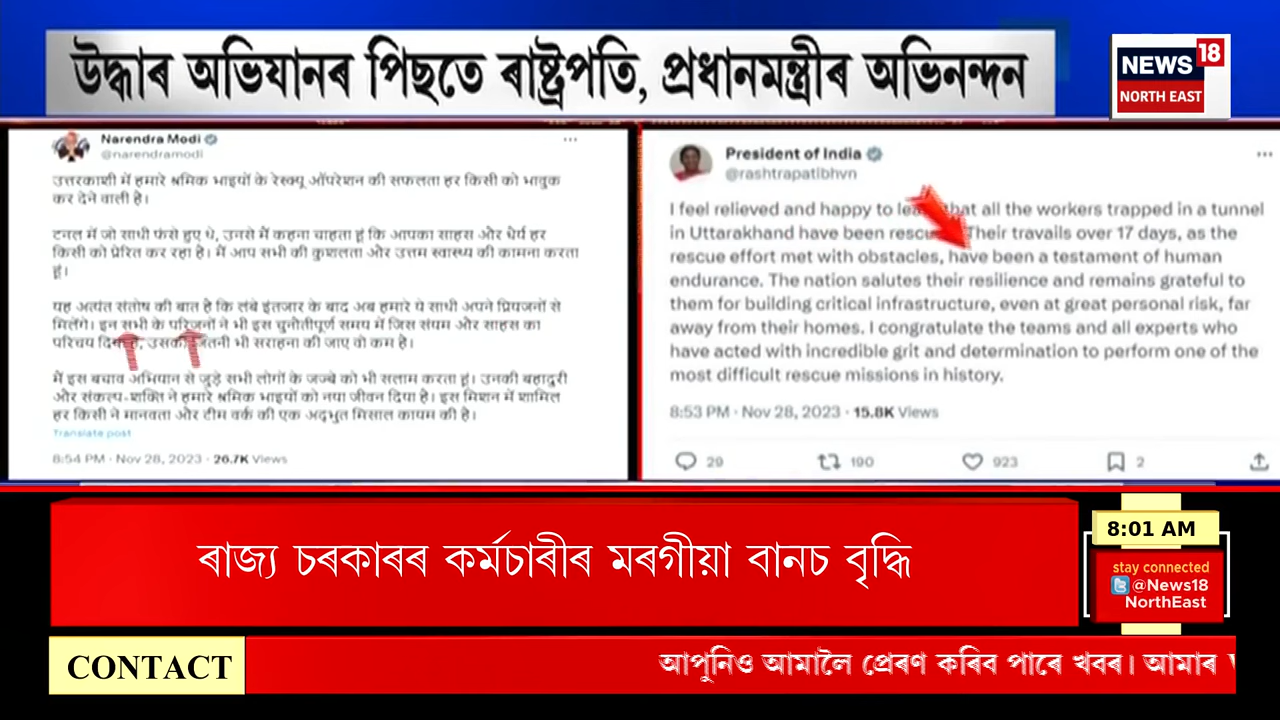 উদ্ধাৰ অভিযানৰ পিছতে ৰাষ্ট্ৰপতি, প্ৰধানমন্ত্ৰীৰ অভিনন্দন
NEWS 18
NORTH EAST
Narendra Modi
@narendramodi
उत्तरकाशी में हमारे श्रमिक भाइयों के रेस्क्यू ऑपरेशन की सफलता हर किसी को भावुक
कर देने वाली है।
टनल में जो साथी फंसे हुए थे, उनसे मैं कहना चाहता हूं कि आपका साहस और धैर्य हर
किसी को प्रेरित कर रहा है। मैं आप सभी की कुशलता और उत्तम स्वास्थ्य की कामना करता
हूं।
यह अत्यंत संतोष की बात है कि लंबे इंतजार के बाद अब हमारे ये साथी अपने प्रियजनों से
मिलेंगे। इन सभी के परिजनों ने भी इस चुनौतीपूर्ण समय में जिस संयम और साहस का
परिचय उसकी जितनी भी सराहना की जाए वो कम है।
मैं इस बचाव अभियान से जुड़े सभी लोगों के जज्बे को भी सलाम करता हूं। उनकी बहादुरी
और संकल्प-शक्ति ने हमारे श्रमिक भाइयों को नया जीवन दिया है। इस मिशन में शामिल
हर किसी ने मानवता और टीम वर्क की एक अद्भुत मिसाल कायम की है।
Translate post
8:54 PM · Nov 28, 2023 · 26.7K Views
President of India
@rashtrapatibhvn
I feel relieved and happy to that all the workers trapped in a tunnel
in Uttarakhand have been Their travails over 17 days, as the
rescue effort met with obstacles, have been a testament of human
endurance. The nation salutes their resilience and remains grateful to
them for building critical infrastructure, even at great personal risk, far
away from their homes. I congratulate the teams and all experts who
have acted with incredible grit and determination to perform one of the
most difficult rescue missions in history.
8:53 PM · Nov 28, 2023 · 15.8K Views
29 190 923 2
ৰাজ্য চৰকাৰৰ কৰ্মচাৰীৰ মৰগীয়া বানচ বৃদ্ধি
8:01 AM
stay connected
@News18
NorthEast
CONTACT
আপুনিও আমালৈ প্ৰেৰণ কৰিব পাৰে খবৰ। আমাৰ